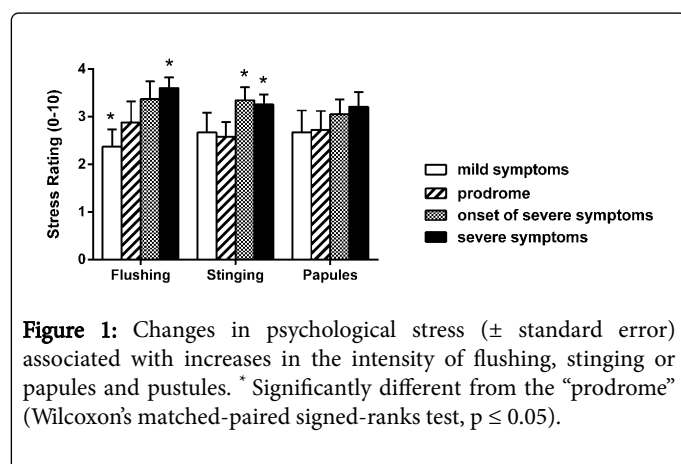 4
3
2
1
0
Stress Rating (0-10)
* * * *
Flushing Stinging Papules
mild symptoms
prodrome
onset of severe symptoms
severe symptoms
Figure 1: Changes in psychological stress (± standard error)
associated with increases in the intensity of flushing, stinging or
papules and pustules. * Significantly different from the “prodrome”
(Wilcoxon’s matched-paired signed-ranks test, p ≤ 0.05).